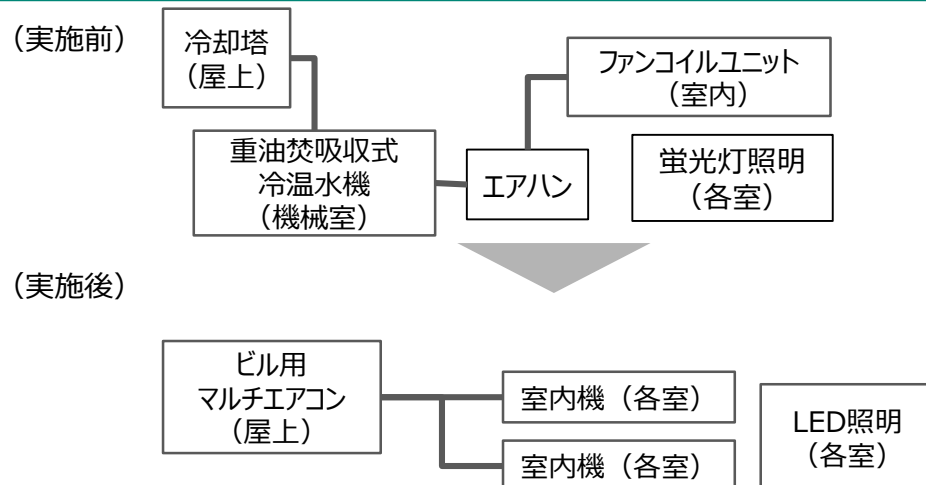 （実施前）
冷却塔
（屋上）
ファンコイルユニット
（室内）
重油焚吸収式
冷温水機
（機械室）
エアハン
蛍光灯照明
（各室）
（実施後）
ビル用
マルチエアコン
（屋上）
室内機（各室）
室内機（各室）
LED照明
（各室）